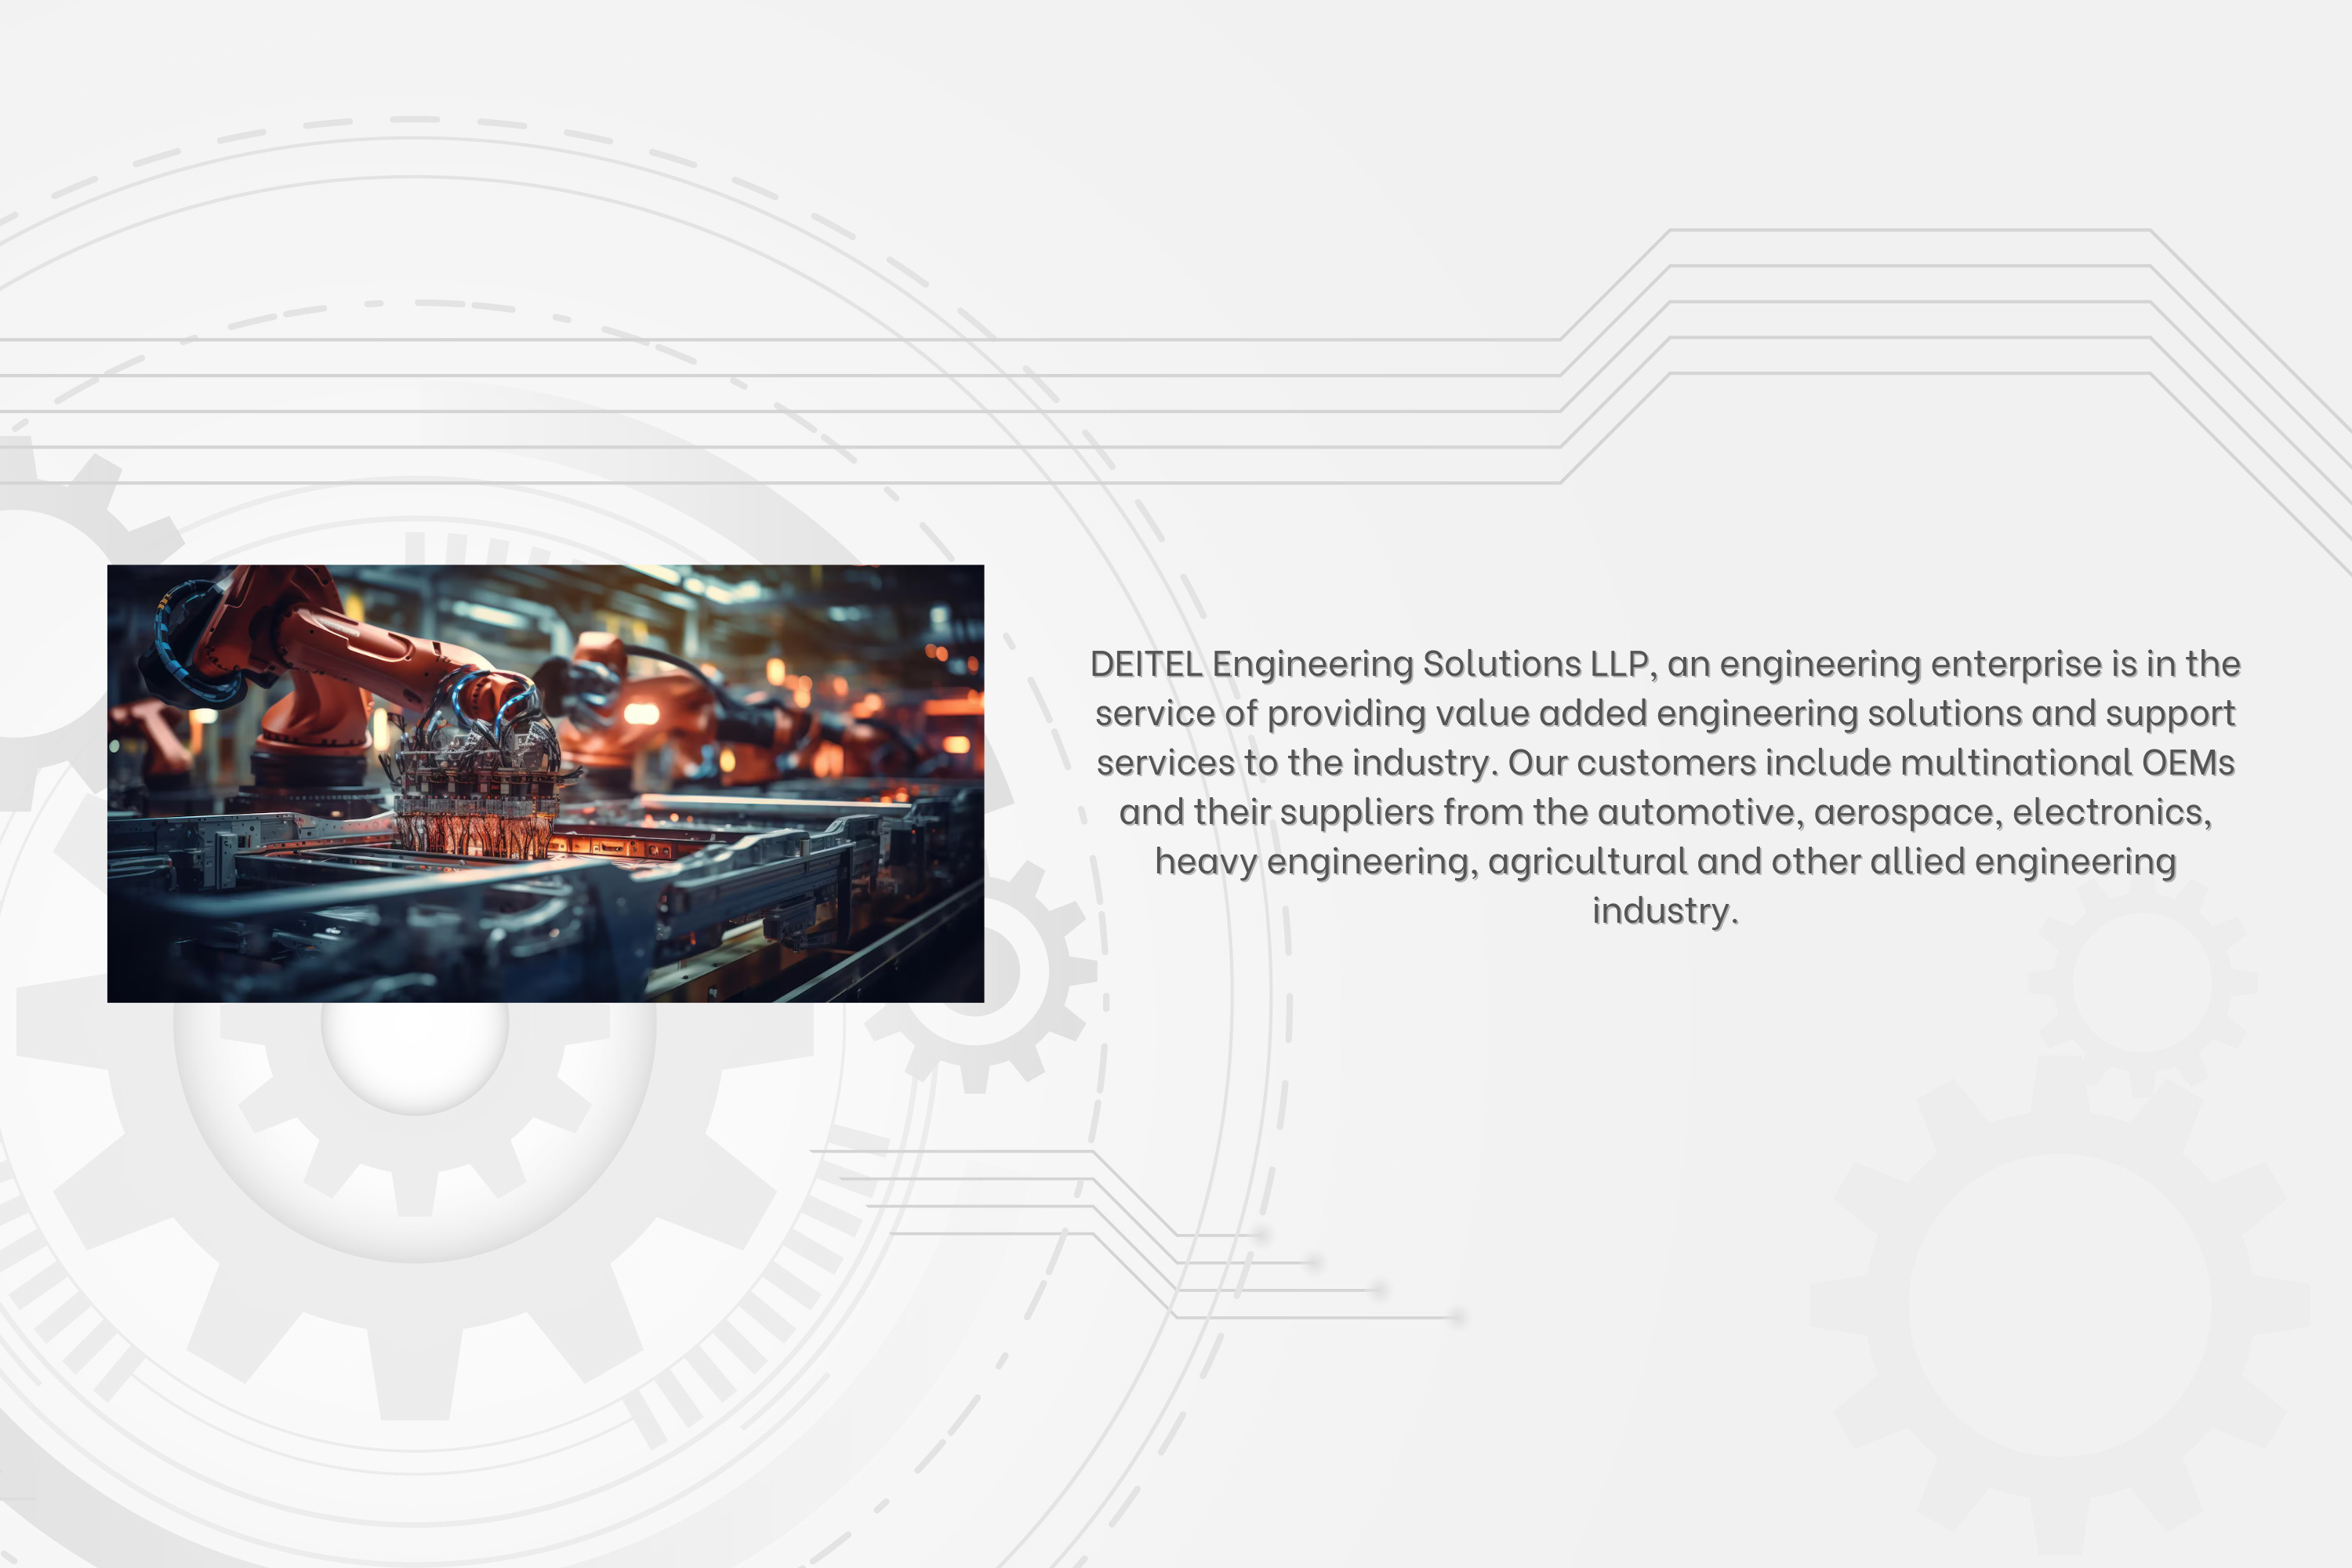 DEITEL Engineering Solutions LLP, an engineering enterprise is in the
service of providing value added engineering solutions and support
services to the industry. Our customers include multinational OEMs
and their suppliers from the automotive, aerospace, electronics,
heavy engineering, agricultural and other allied engineering
industry.